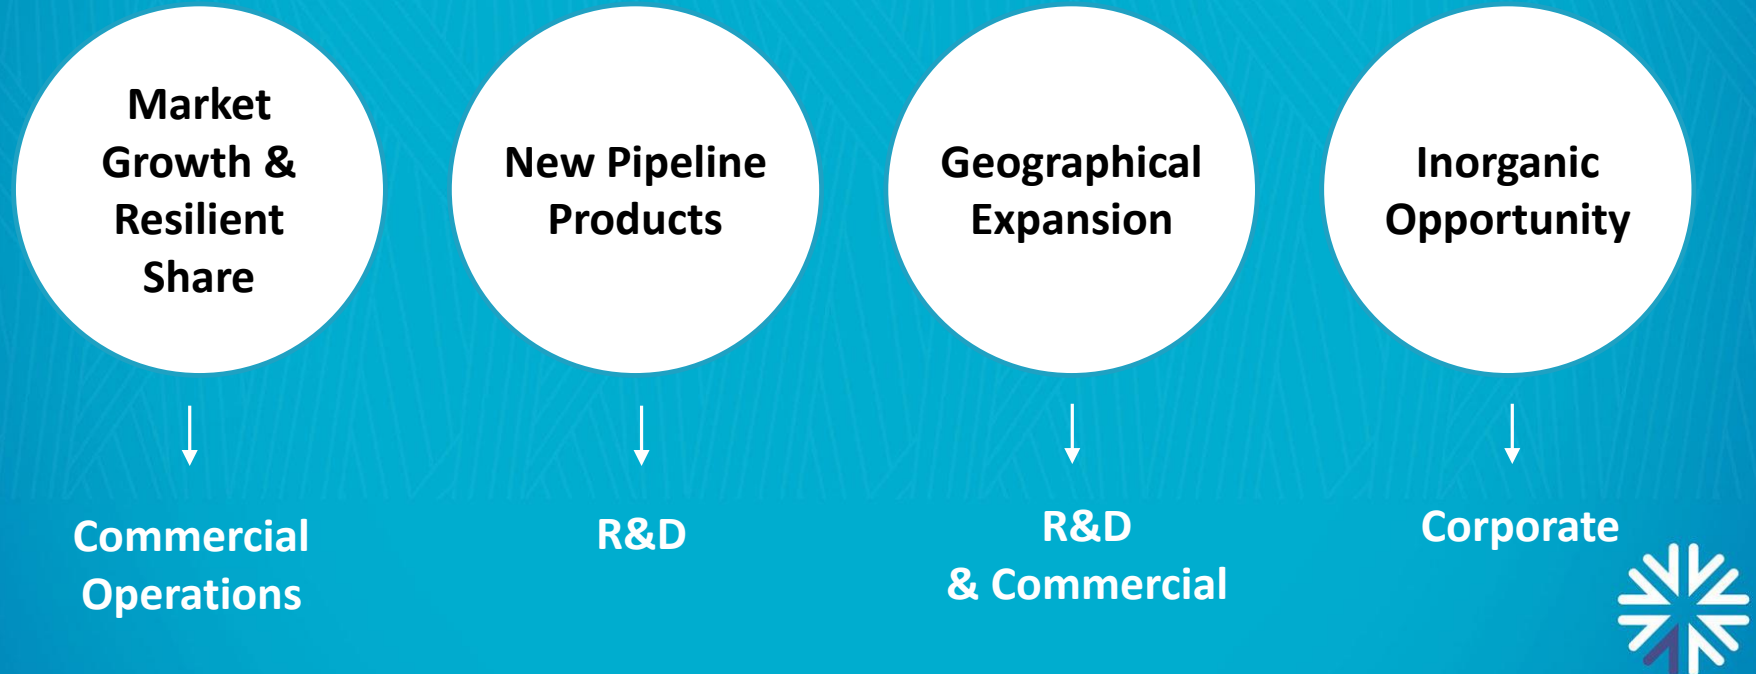 Market
Growth &
Resilient
Share
New Pipeline
Products
Geographical
Expansion
Inorganic
Opportunity
Commercial
Operations
R&D
R&D
& Commercial
Corporate